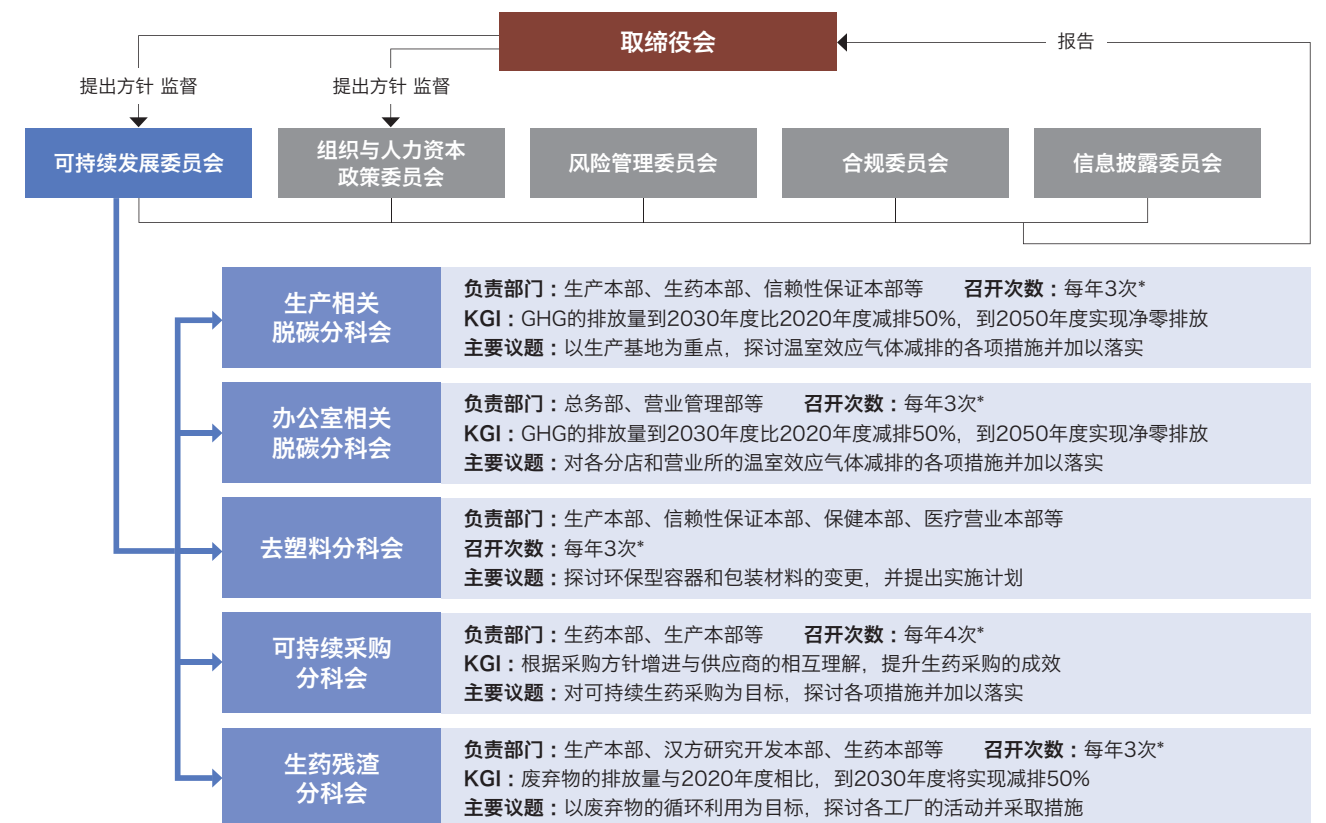 取缔役会
报告
提出方针 监督
提出方针 监督
可持续发展委员会
组织与人力资本
政策委员会
风险管理委员会
合规委员会
信息披露委员会
生产相关
脱碳分科会
负责部门：生产本部、生药本部、信赖性保证本部等 召开次数：每年3次*
KGI：GHG的排放量到2030年度比2020年度减排50%，到2050年度实现净零排放
主要议题：以生产基地为重点，探讨温室效应气体减排的各项措施并加以落实
办公室相关
脱碳分科会
负责部门：总务部、营业管理部等 召开次数：每年3次*
KGI：GHG的排放量到2030年度比2020年度减排50%，到2050年度实现净零排放
主要议题：对各分店和营业所的温室效应气体减排的各项措施并加以落实
去塑料分科会
负责部门：生产本部、信赖性保证本部、保健本部、医疗营业本部等
召开次数：每年3次*
主要议题：探讨环保型容器和包装材料的变更，并提出实施计划
可持续采购
分科会
负责部门：生药本部、生产本部等 召开次数：每年4次*
KGI：根据采购方针增进与供应商的相互理解，提升生药采购的成效
主要议题：对可持续生药采购为目标，探讨各项措施并加以落实
生药残渣
分科会
负责部门：生产本部、汉方研究开发本部、生药本部等 召开次数：每年3次*
KGI：废弃物的排放量与2020年度相比，到2030年度将实现减排50%
主要议题：以废弃物的循环利用为目标，探讨各工厂的活动并采取措施